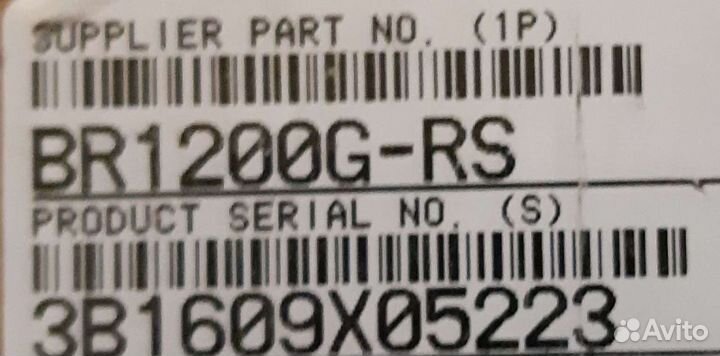 SUPPLIER PART NO. (1P)
BR1200G-RS
PRODUCT SERIAL NO. (S)
3B1609X05223
Avito